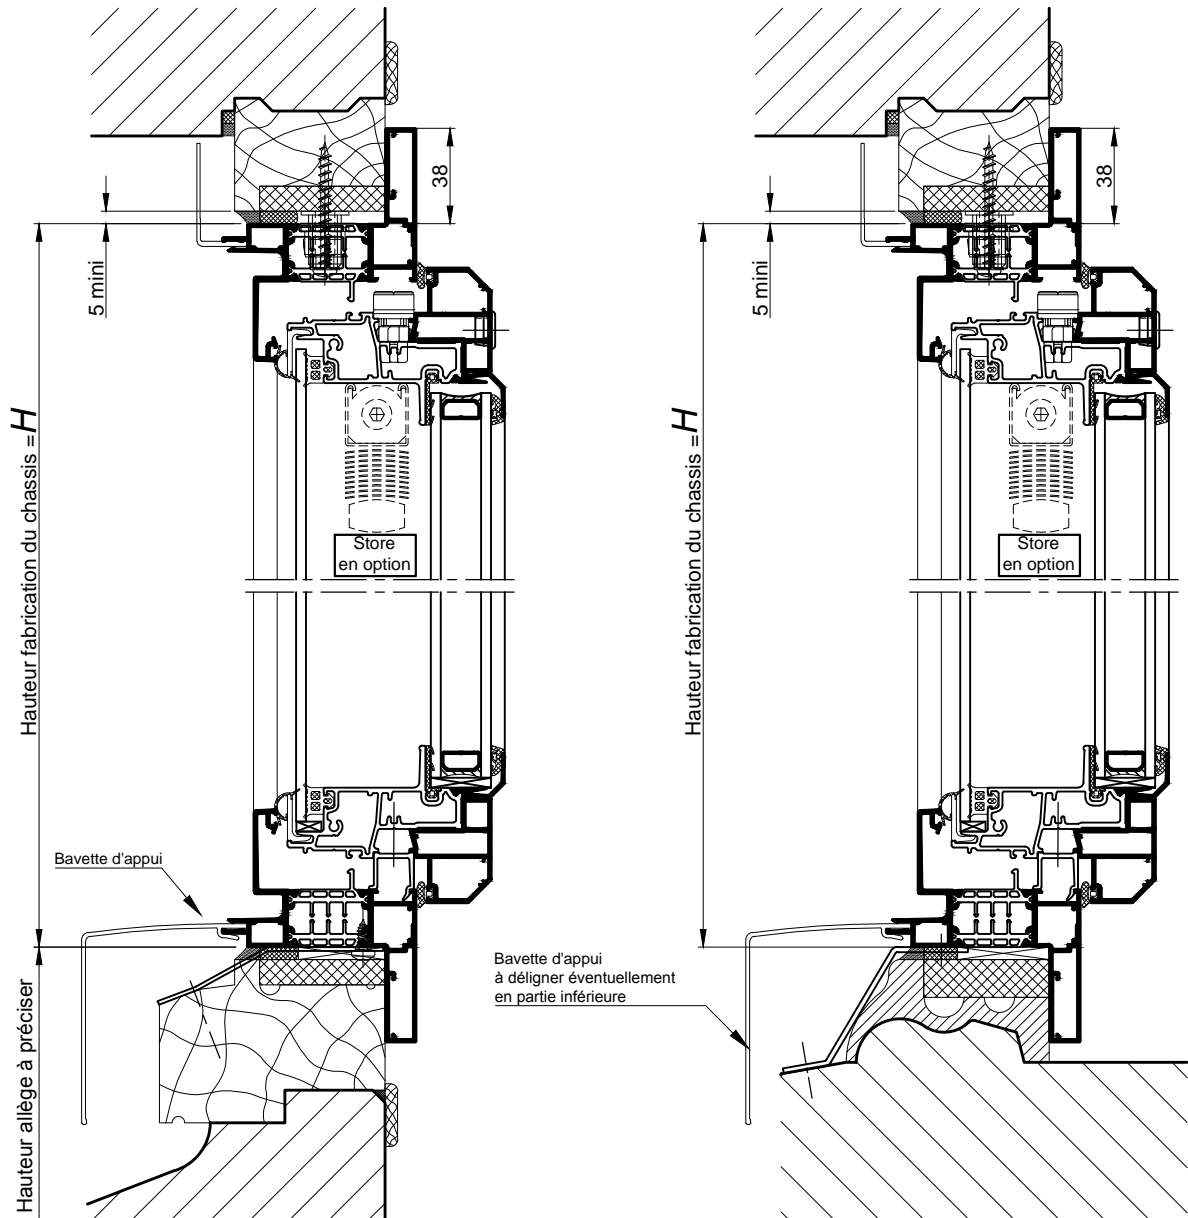 38
5 mini
Hauteur fabrication du chassis = H
Store
en option
Bavette d'appui
Hauteur allège à préciser
38
5 mini
Hauteur fabrication du chassis = H
Store
en option
Bavette d'appui
à déligner éventuellement
en partie inférieure